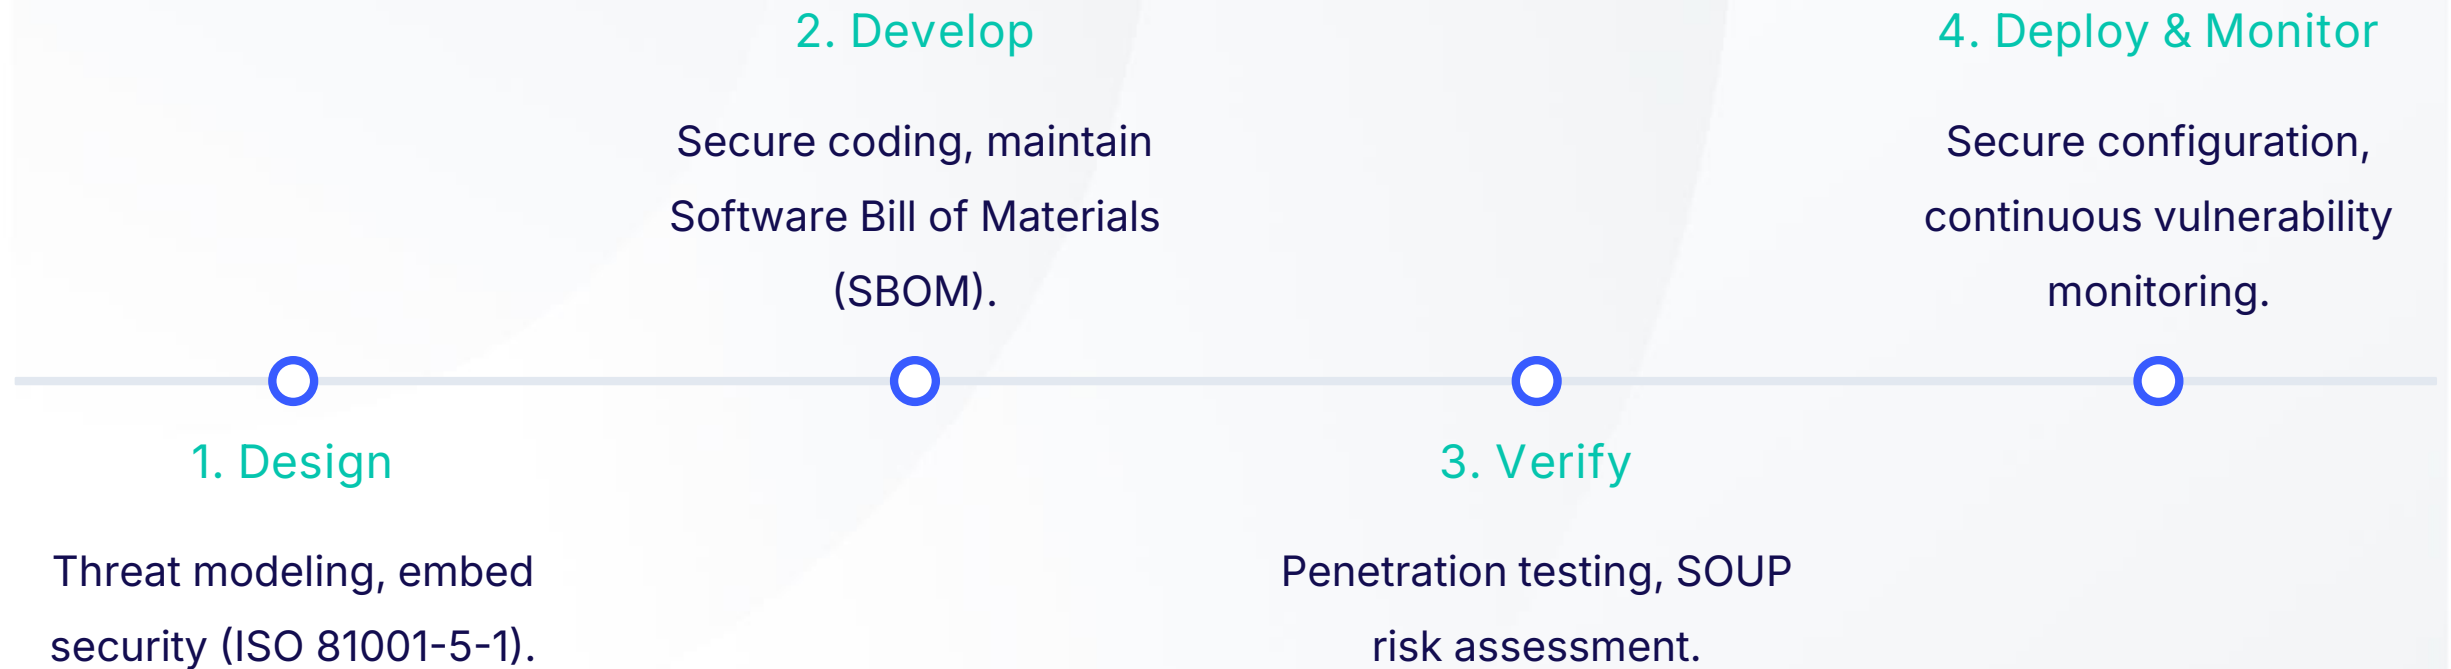 1. Design
Threat modeling, embed
security (ISO 81001-5-1).
2. Develop
Secure coding, maintain
Software Bill of Materials
(SBOM).
3. Verify
Penetration testing, SOUP
risk assessment.
4. Deploy & Monitor
Secure configuration,
continuous vulnerability
monitoring.